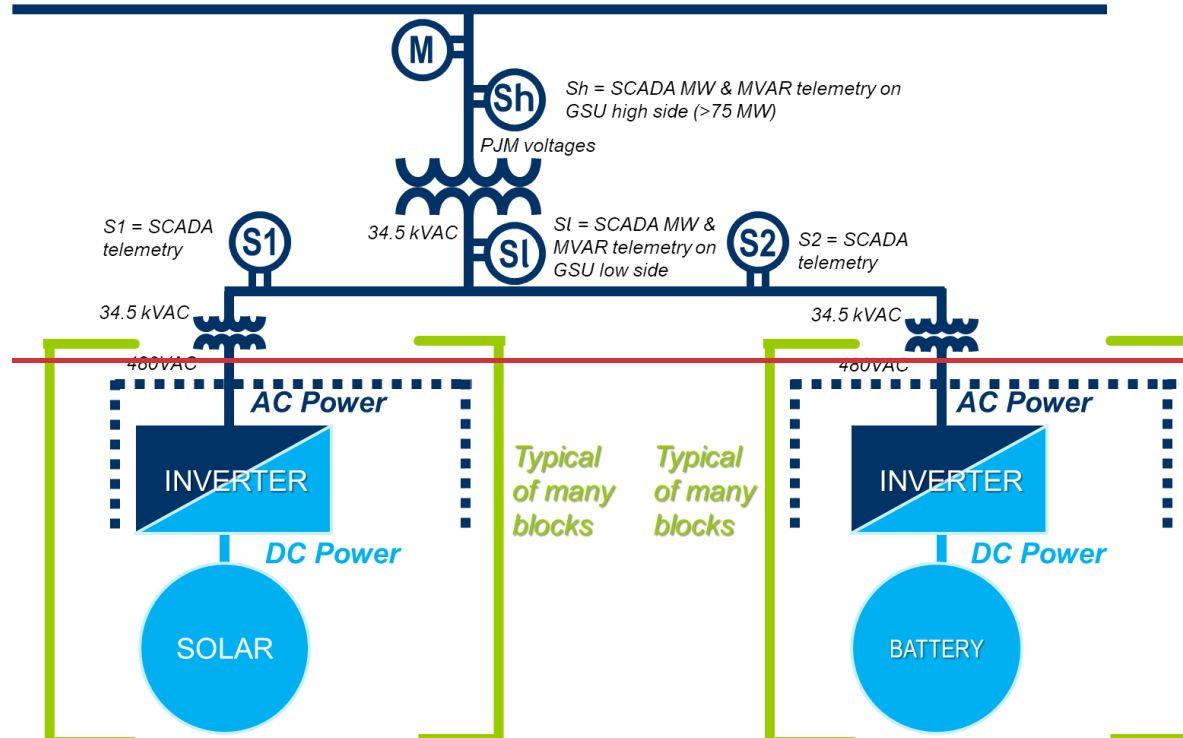 M
Sh
Sh = SCADA MW & MVAR telemetry on
GSU high side (>75 MW)
PJM voltages
S1 = SCADA
telemetry
S1
34.5 kVAC
Sl
Sl = SCADA MW &
MVAR telemetry on
GSU low side
S2
S2 = SCADA
telemetry
34.5 kVAC
34.5 kVAC
480VAC
480VAC
AC Power
AC Power
INVERTER
INVERTER
Typical
of many
blocks
Typical
of many
blocks
DC Power
DC Power
SOLAR
BATTERY